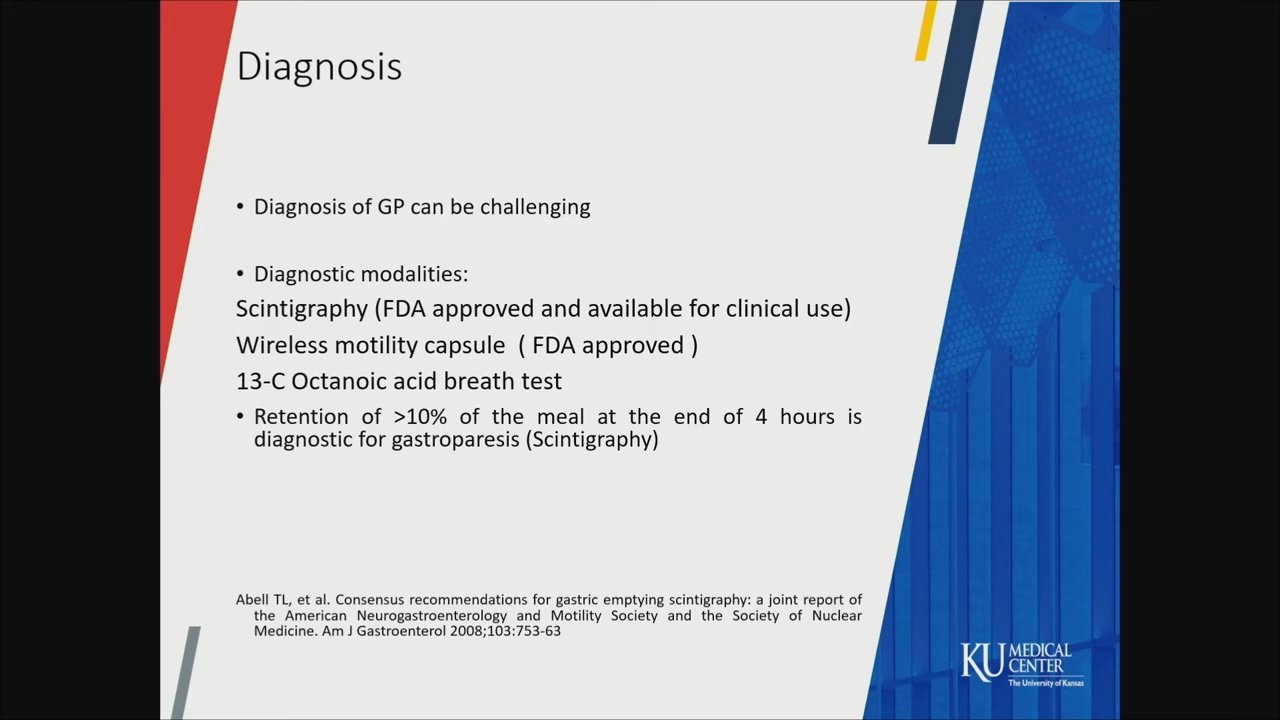 Diagnosis
• Diagnosis of GP can be challenging
• Diagnostic modalities:
Scintigraphy (FDA approved and available for clinical use)
Wireless motility capsule ( FDA approved )
13-C Octanoic acid breath test
• Retention of >10% of the meal at the end of 4 hours is
diagnostic for gastroparesis (Scintigraphy)
Abell TL, et al. Consensus recommendations for gastric emptying scintigraphy: a joint report of
the American Neurogastroenterology and Motility Society and the Society of Nuclear
Medicine. Am J Gastroenterol 2008;103:753-63
KU MEDICAL
CENTER
The University of Kansas